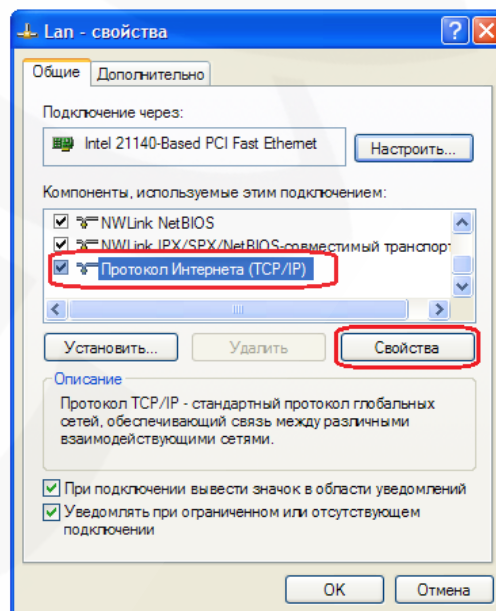 Lan - свойства
Общие
Дополнительно
Подключение через:
Intel 21140-Based PCI Fast Ethernet
Настроить...
Компоненты, используемые этим подключением:
NWLink NetBIOS
NWLink IPX/SPX/NetBIOS-совместимый транспорт
Протокол Интернета (TCP/IP)
Установить...
Удалить
Свойства
Описание
Протокол TCP/IP - стандартный протокол глобальных
сетей, обеспечивающий связь между различными
взаимодействующими сетями.
При подключении вывести значок в области уведомлений
Уведомлять при ограниченном или отсутствующем
подключении
OK
Отмена